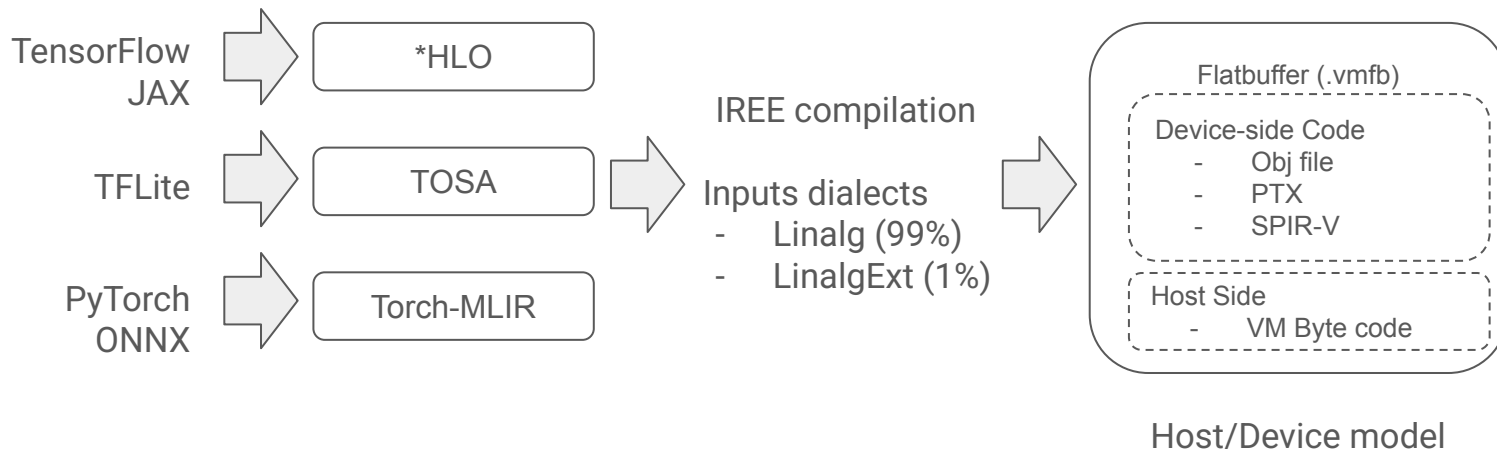 TensorFlow
JAX
*HLO
TFLite
TOSA
PyTorch
ONNX
Torch-MLIR
IREE compilation
Inputs dialects
- Linalg (99%)
- LinalgExt (1%)
Flatbuffer (.vmfb)
Device-side Code
- Obj file
- PTX
- SPIR-V
Host Side
- VM Byte code
Host/Device model